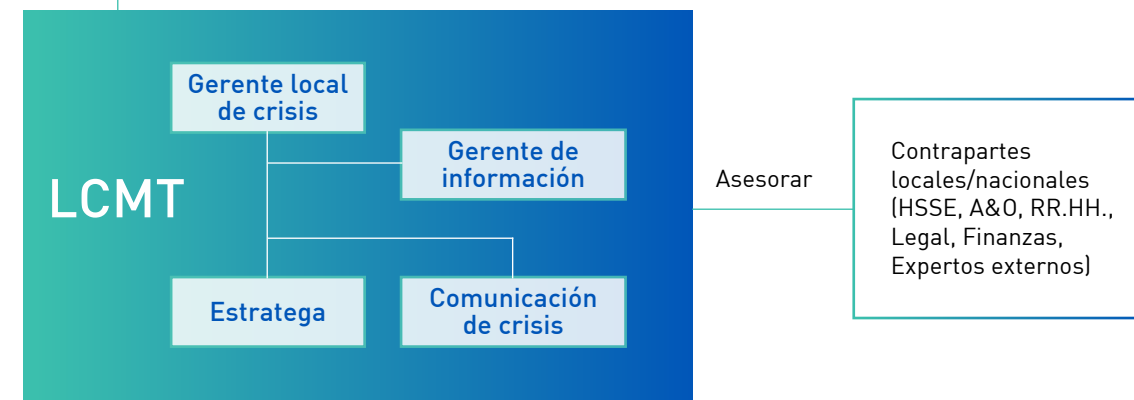 Gerente local
de crisis
Gerente de
información
LCMT
Estratega
Comunicación
de crisis
Asesorar
Contrapartes
locales/nacionales
(HSSE, A&O, RR.HH.,
Legal, Finanzas,
Expertos externos)